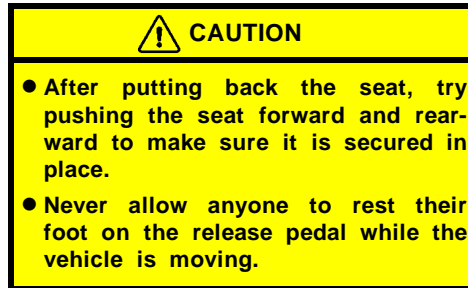 CAUTION
● After putting back the seat, try
pushing the seat forward and rear-
ward to make sure it is secured in
place.
● Never allow anyone to rest their
foot on the release pedal while the
vehicle is moving.